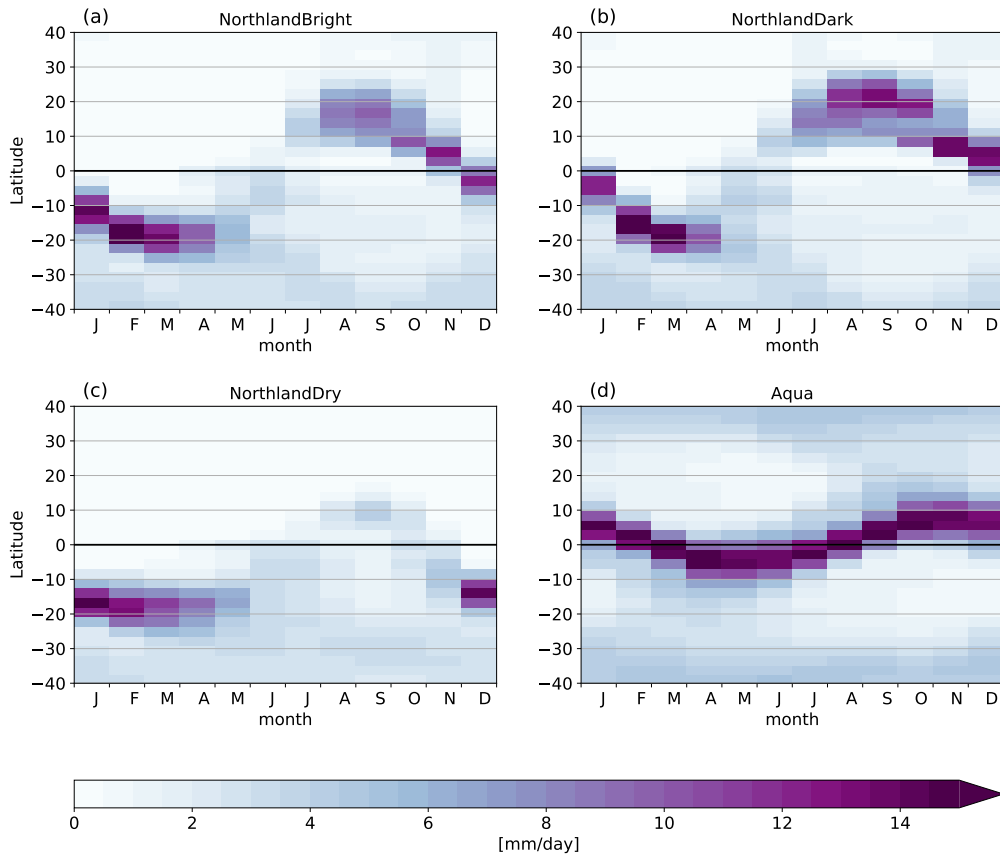 (a) NorthlandBright
(b) NorthlandDark
40
30
20
10
0
−10
−20
−30
−40
Latitude
J F M A M J J A S O N D
month
40
30
20
10
0
−10
−20
−30
−40
J F M A M J J A S O N D
month
(c) NorthlandDry
(d) Aqua
40
30
20
10
0
−10
−20
−30
−40
Latitude
J F M A M J J A S O N D
month
40
30
20
10
0
−10
−20
−30
−40
J F M A M J J A S O N D
month
0 2 4 6 8 10 12 14
[mm/day]